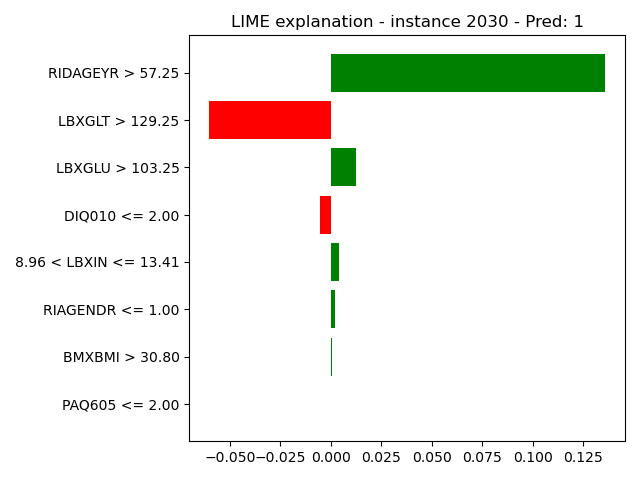 LIME explanation - instance 2030 - Pred: 1
RIDAGEYR > 57.25
LBXGLT > 129.25
LBXGLU > 103.25
DIQ010 <= 2.00
8.96 < LBXIN <= 13.41
RIAGENDR <= 1.00
BMXBMI > 30.80
PAQ605 <= 2.00
−0.050 −0.025 0.000 0.025 0.050 0.075 0.100 0.125